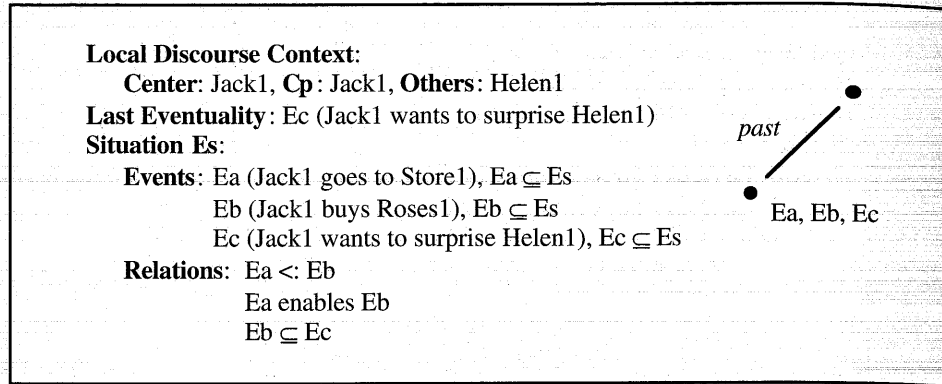 Local Discourse Context:
Center: Jack1, Cp: Jack1, Others: Helen1
Last Eventuality: Ec (Jack1 wants to surprise Helen1)
Situation Es:
Events: Ea (Jack1 goes to Store1), Ea ⊆ Es
Eb (Jack1 buys Roses1), Eb ⊆ Es
Ec (Jack1 wants to surprise Helen1), Ec ⊆ Es
Relations: Ea <: Eb
Ea enables Eb
Eb ⊆ Ec
past
Ea, Eb, Ec